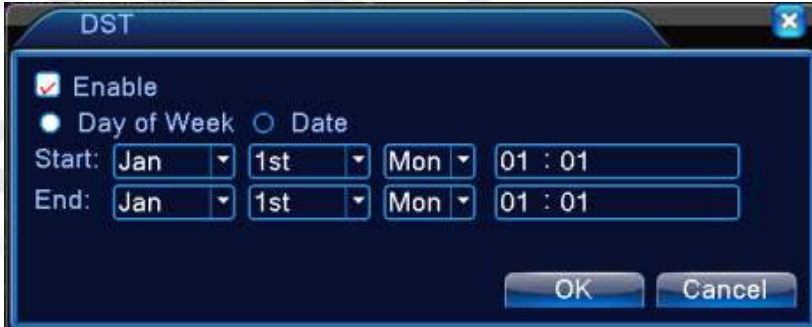 DST
Enable
Day of Week Date
Start: Jan 1st Mon 01 : 01
End: Jan 1st Mon 01 : 01
OK Cancel